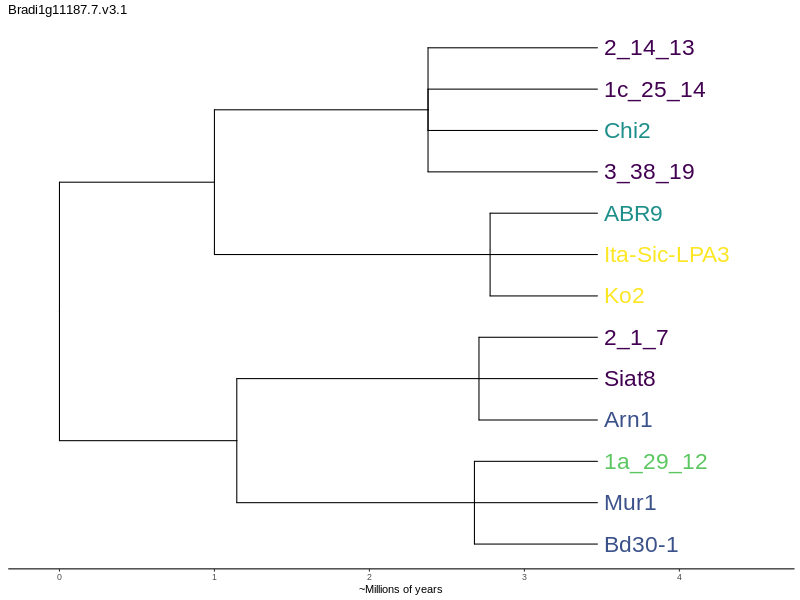 Bradi1g11187.7.v3.1
2_14_13
1c_25_14
Chi2
3_38_19
ABR9
Ita-Sic-LPA3
Ko2
2_1_7
Siat8
Arn1
1a_29_12
Mur1
Bd30-1
0 1 2 3 4
~Millions of years